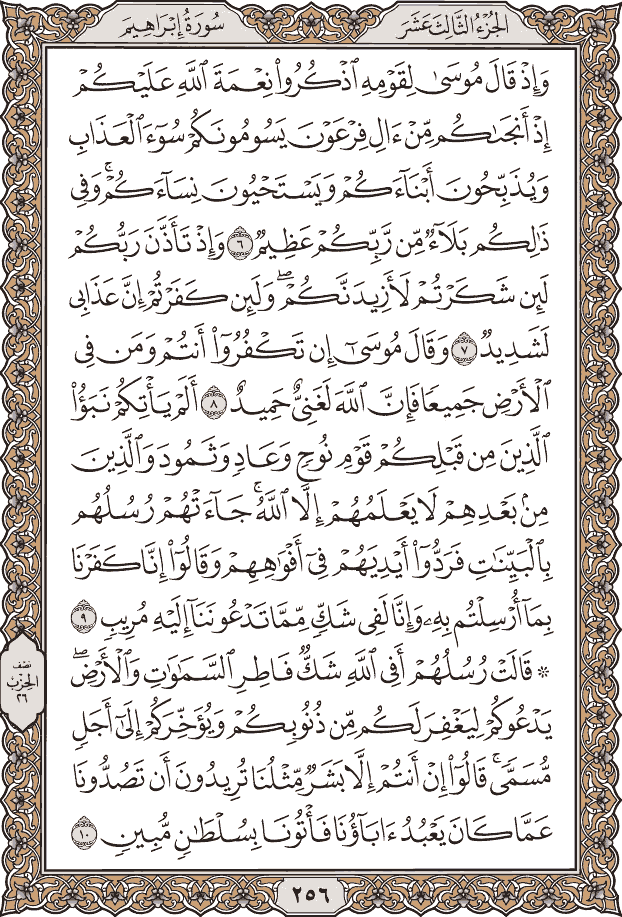 الجُزْءُ الثَّالِثَ عَشَرَ
سُورَةُ إِبْرَاهِيمَ
وَإِذْ قَالَ مُوسَىٰ لِقَوْمِهِ ٱذْكُرُوا۟ نِعْمَةَ ٱللَّهِ عَلَيْكُمْ
إِذْ أَنجَىٰكُم مِّنْ ءَالِ فِرْعَوْنَ يَسُومُونَكُمْ سُوٓءَ ٱلْعَذَابِ
وَيُذَبِّحُونَ أَبْنَآءَكُمْ وَيَسْتَحْيُونَ نِسَآءَكُمْ ۚ وَفِى
ذَٰلِكُم بَلَآءٌ مِّن رَّبِّكُمْ عَظِيمٌ ٦ وَإِذْ تَأَذَّنَ رَبُّكُمْ
لَئِن شَكَرْتُمْ لَأَزِيدَنَّكُمْ ۖ وَلَئِن كَفَرْتُمْ إِنَّ عَذَابِى
لَشَدِيدٌ ٧ وَقَالَ مُوسَىٰٓ إِن تَكْفُرُوٓا۟ أَنتُمْ وَمَن فِى
ٱلْأَرْضِ جَمِيعًا فَإِنَّ ٱللَّهَ لَغَنِىٌّ حَمِيدٌ ٨ أَلَمْ يَأْتِكُمْ نَبَؤُا۟
ٱلَّذِينَ مِن قَبْلِكُمْ قَوْمِ نُوحٍ وَعَادٍ وَثَمُودَ وَٱلَّذِينَ
مِنۢ بَعْدِهِمْ لَا يَعْلَمُهُمْ إِلَّا ٱللَّهُ ۚ جَآءَتْهُمْ رُسُلُهُم
بِٱلْبَيِّنَٰتِ فَرَدُّوٓا۟ أَيْدِيَهُمْ فِىٓ أَفْوَٰهِهِمْ وَقَالُوٓا۟ إِنَّا كَفَرْنَا
بِمَآ أُرْسِلْتُم بِهِۦ وَإِنَّا لَفِى شَكٍّ مِّمَّا تَدْعُونَنَآ إِلَيْهِ مُرِيبٍ ٩
۞ قَالَتْ رُسُلُهُمْ أَفِى ٱللَّهِ شَكٌّ فَاطِرِ ٱلسَّمَٰوَٰتِ وَٱلْأَرْضِ ۖ
يَدْعُوكُمْ لِيَغْفِرَ لَكُم مِّن ذُنُوبِكُمْ وَيُؤَخِّرَكُمْ إِلَىٰٓ أَجَلٍ
مُّسَمًّى ۚ قَالُوٓا۟ إِنْ أَنتُمْ إِلَّا بَشَرٌ مِّثْلُنَا تُرِيدُونَ أَن تَصُدُّونَا
عَمَّا كَانَ يَعْبُدُ ءَابَآؤُنَا فَأْتُونَا بِسُلْطَٰنٍ مُّبِينٍ ١٠
نصف
الحزب
٢٦
٢٥٦